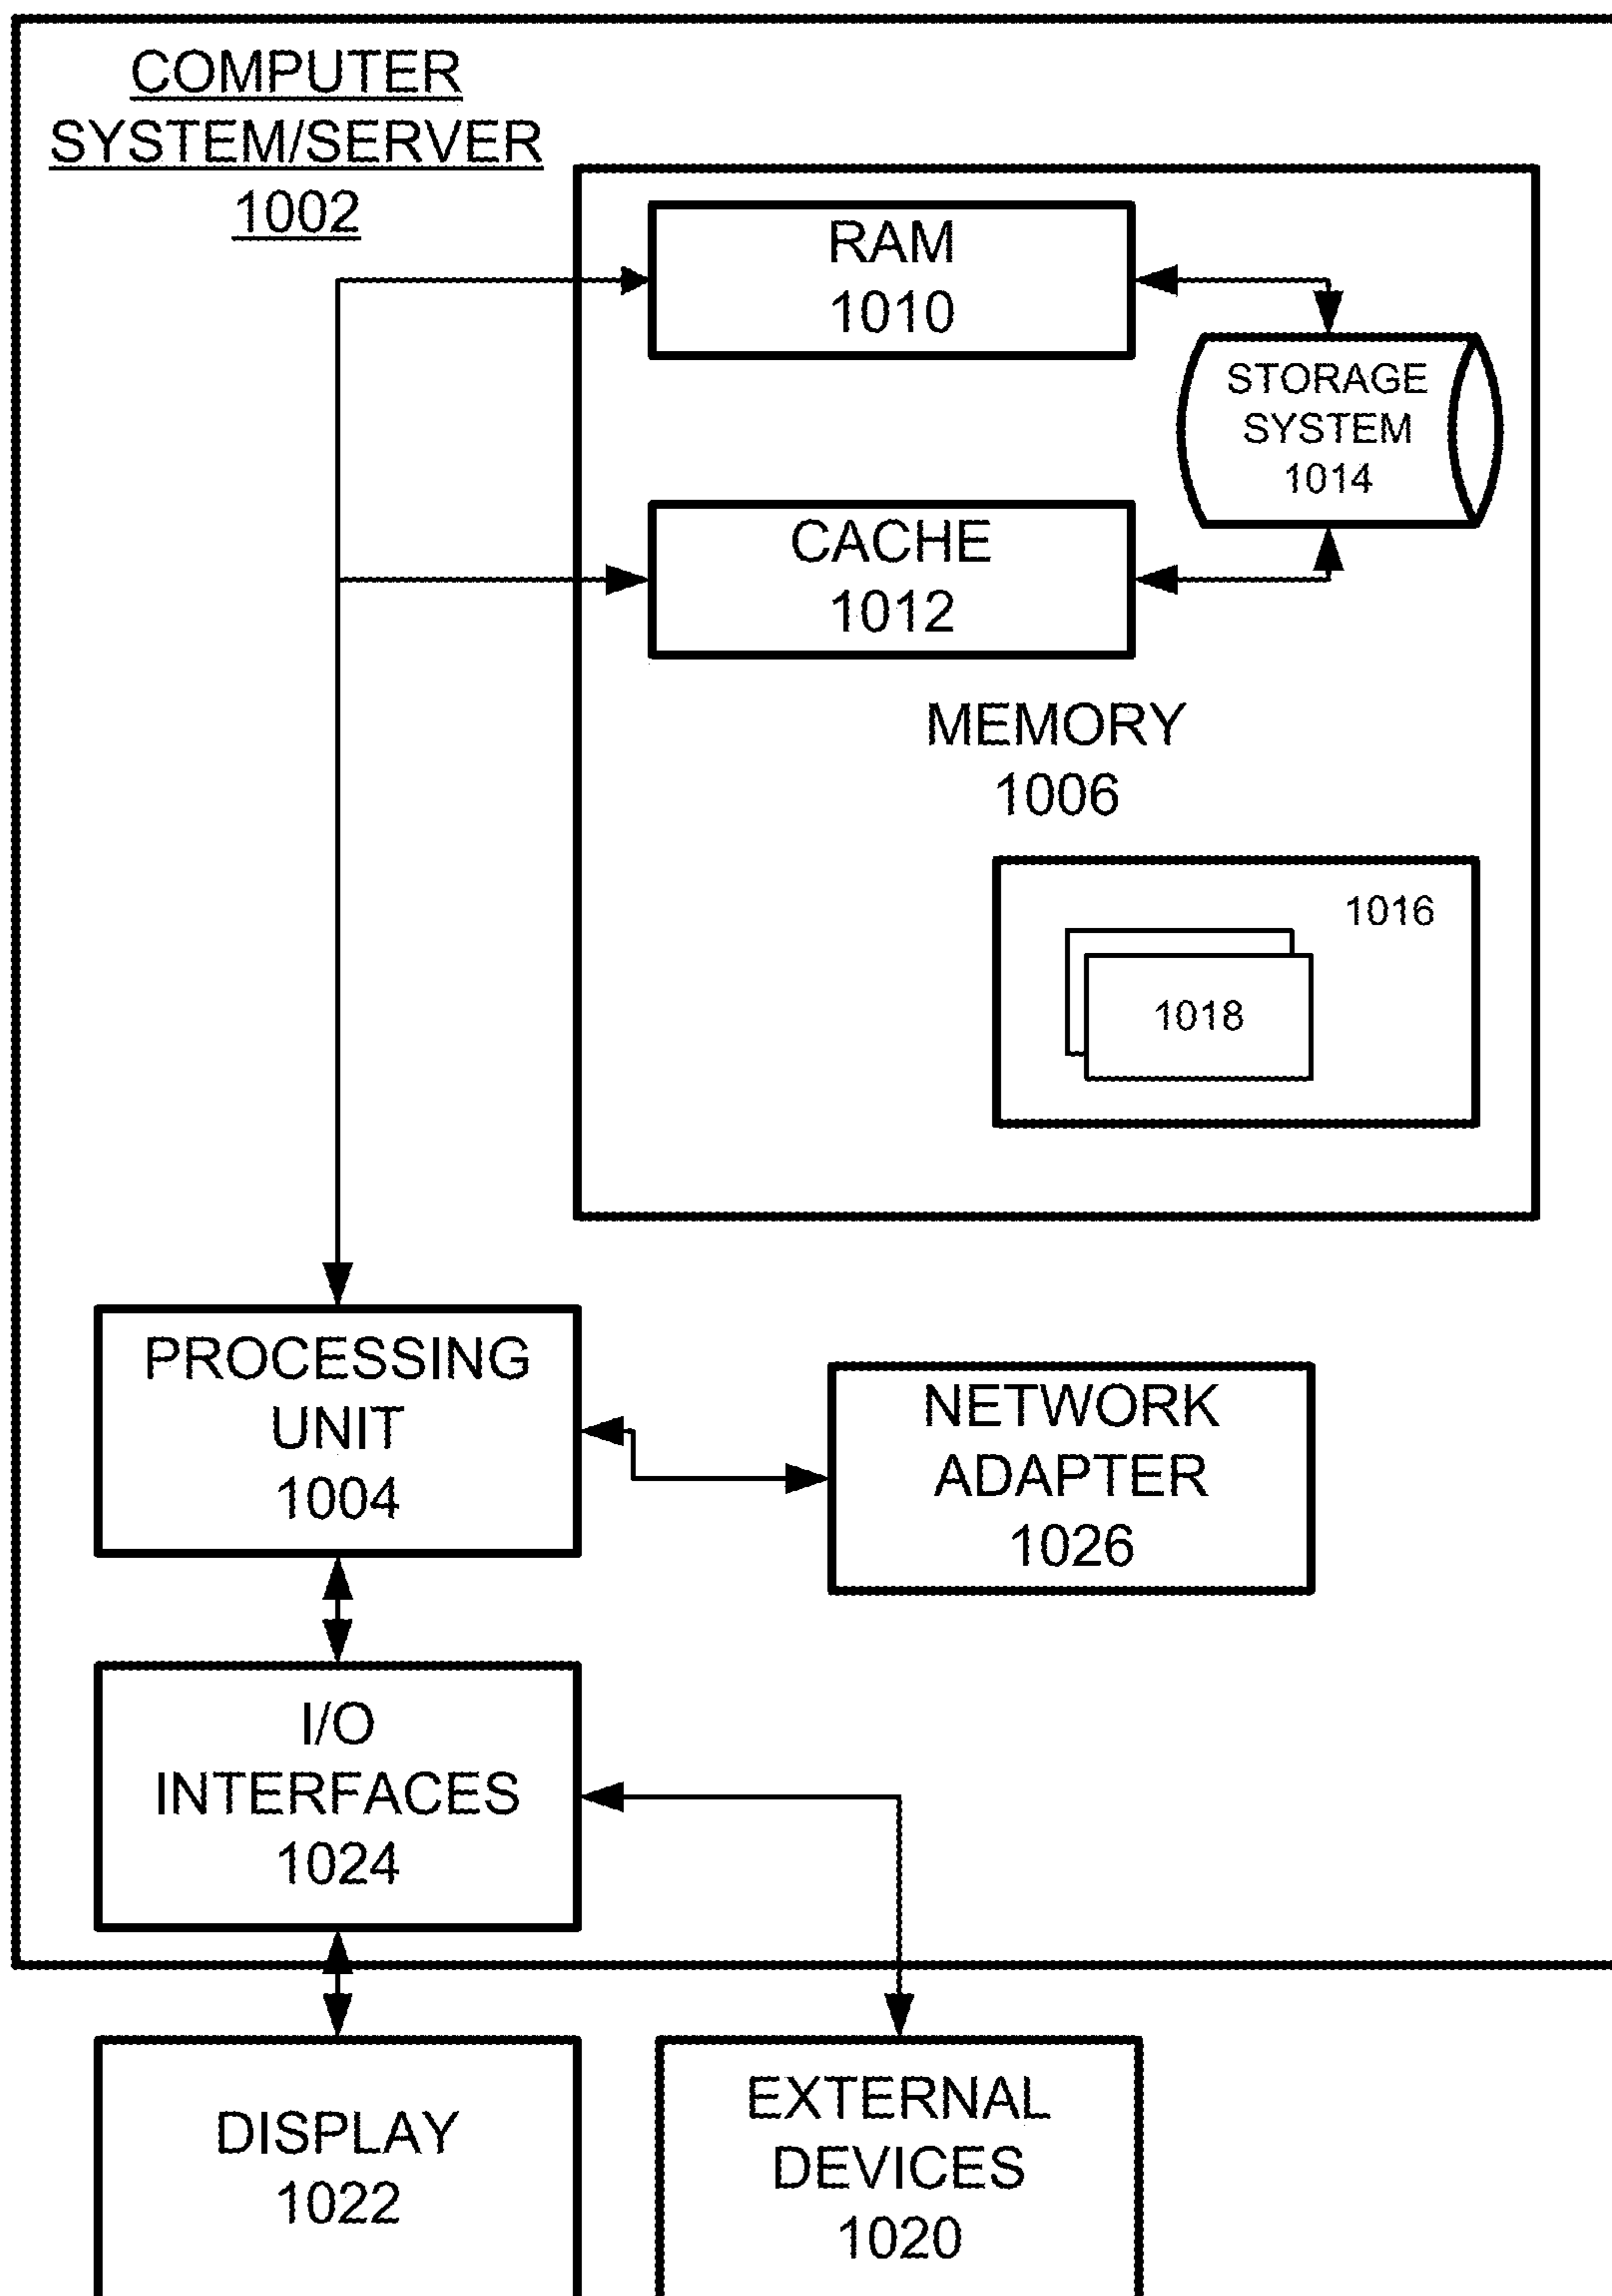 COMPUTER
SYSTEM/SERVER
1002
RAM
1010
STORAGE
SYSTEM
1014
CACHE
1012
MEMORY
1006
1016
1018
PROCESSING
UNIT
1004
NETWORK
ADAPTER
1026
I/O
INTERFACES
1024
DISPLAY
1022
EXTERNAL
DEVICES
1020